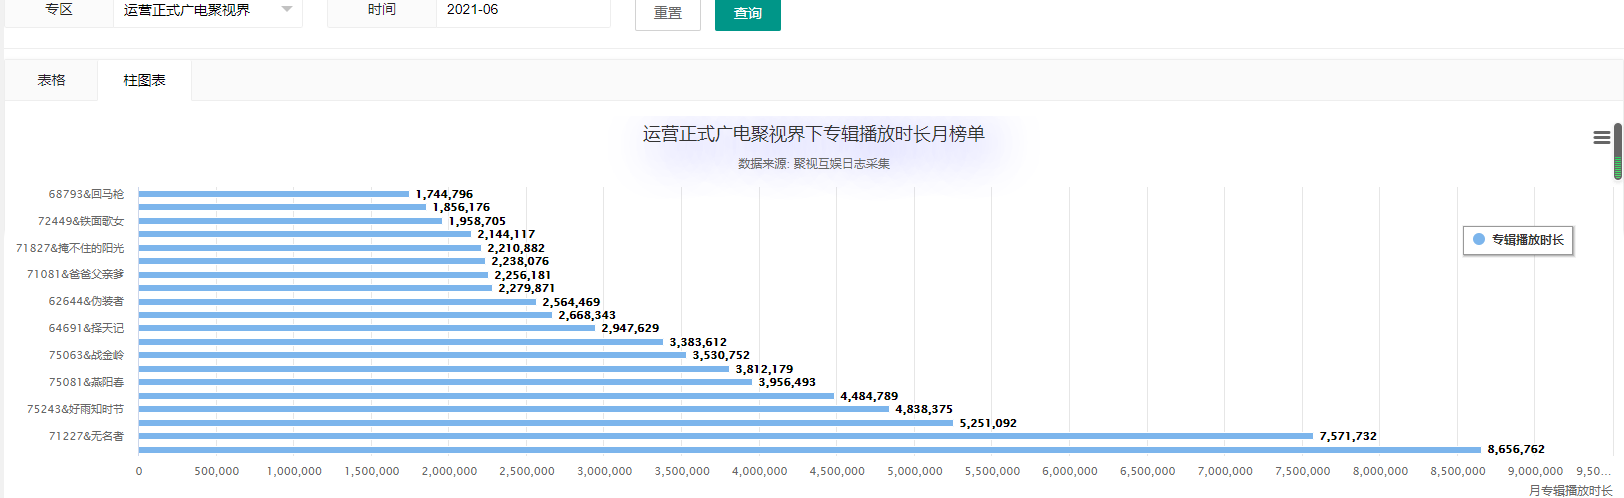 专区 运营正式广电聚视界 时间 2021-06 重置 查询
表格 柱图表
运营正式广电聚视界下专辑播放时长月榜单
数据来源: 聚视互娱日志采集
68793&回马枪 1,744,796
1,856,176
72449&铁面歌女 1,958,705
2,144,117
专辑播放时长
71827&掩不住的阳光 2,210,882
2,238,076
71081&爸爸父亲爹 2,256,181
2,279,871
62644&伪装者 2,564,469
2,668,343
64691&择天记 2,947,629
3,383,612
75063&战金岭 3,530,752
3,812,179
75081&燕阳春 3,956,493
4,484,789
75243&好雨知时节 4,838,375
5,251,092
71227&无名者 7,571,732
8,656,762
0 500,000 1,000,000 1,500,000 2,000,000 2,500,000 3,000,000 3,500,000 4,000,000 4,500,000 5,000,000 5,500,000 6,000,000 6,500,000 7,000,000 7,500,000 8,000,000 8,500,000 9,000,000 9,50...
月专辑播放时长